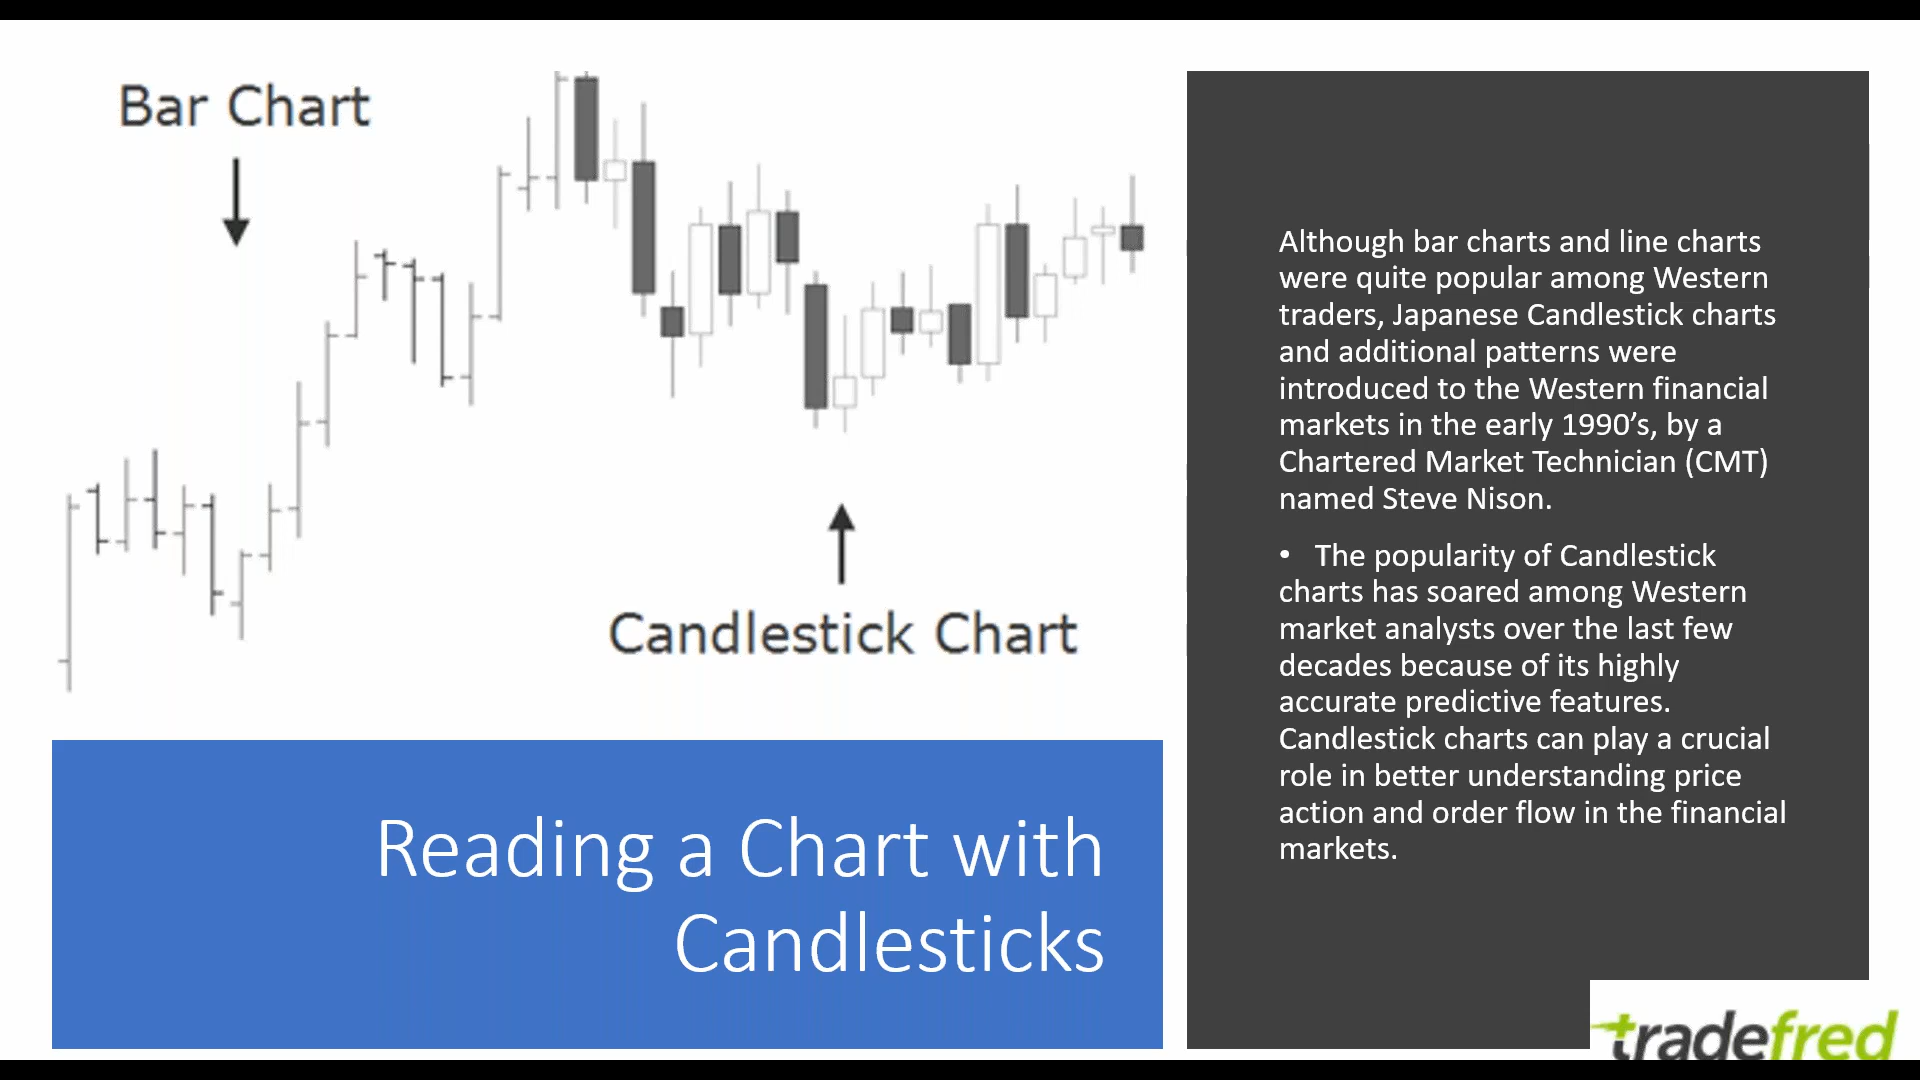 Bar Chart
Candlestick Chart
Reading a Chart with
Candlesticks
Although bar charts and line charts
were quite popular among Western
traders, Japanese Candlestick charts
and additional patterns were
introduced to the Western financial
markets in the early 1990’s, by a
Chartered Market Technician (CMT)
named Steve Nison.
• The popularity of Candlestick
charts has soared among Western
market analysts over the last few
decades because of its highly
accurate predictive features.
Candlestick charts can play a crucial
role in better understanding price
action and order flow in the financial
markets.
tradefred